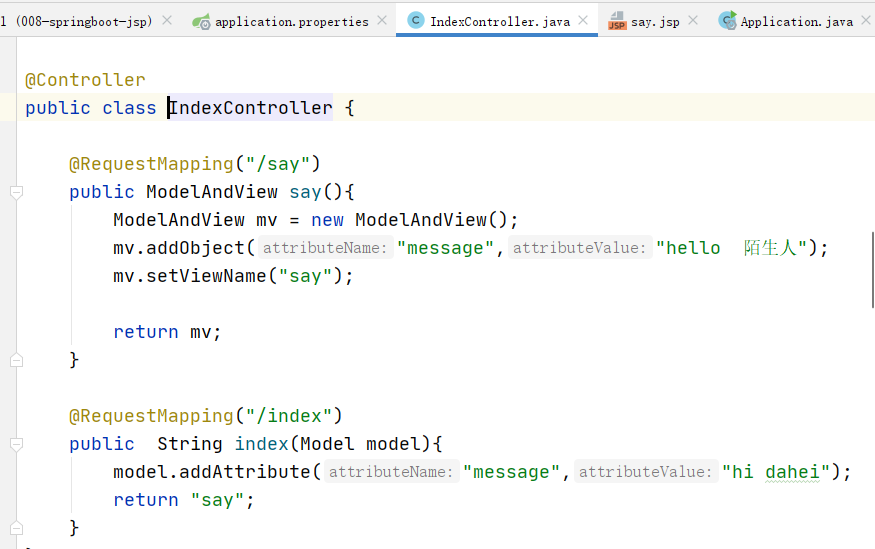 l (008-springboot-jsp) application.properties IndexController.java say.jsp Application.java
@Controller
public class IndexController {
@RequestMapping("/say")
public ModelAndView say(){
ModelAndView mv = new ModelAndView();
mv.addObject( attributeName: "message", attributeValue: "hello  陌生人");
mv.setViewName("say");
return mv;
}
@RequestMapping("/index")
public  String index(Model model){
model.addAttribute( attributeName: "message", attributeValue: "hi dahei");
return "say";
}